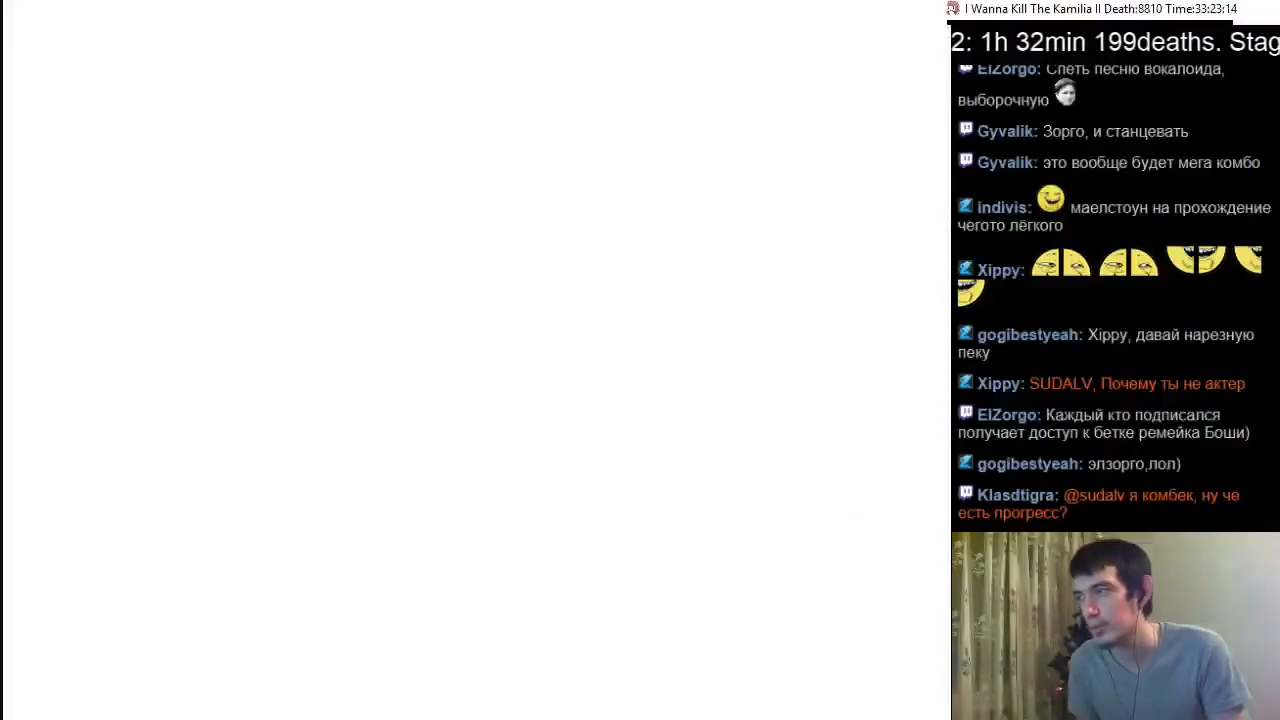 I Wanna Kill The Kamilia II Death:8810 Time:33:23:14
2: 1h 32min 199deaths. Stag
ElZorgo: Спеть песню вокалоида,
выборочную
Gyvalik: Зорго, и станцевать
Gyvalik: это вообще будет мега комбо
indivis: маелстоун на прохождение
чегото лёгкого
Xippy:
gogibestyeah: Xippy, давай нарезную
пеку
Xippy: SUDALV, Почему ты не актер
ElZorgo: Каждый кто подписался
получает доступ к бетке ремейка Боши)
gogibestyeah: элзорго,лол)
Klasdtigra: @sudalv я комбек, ну че
есть прогресс?